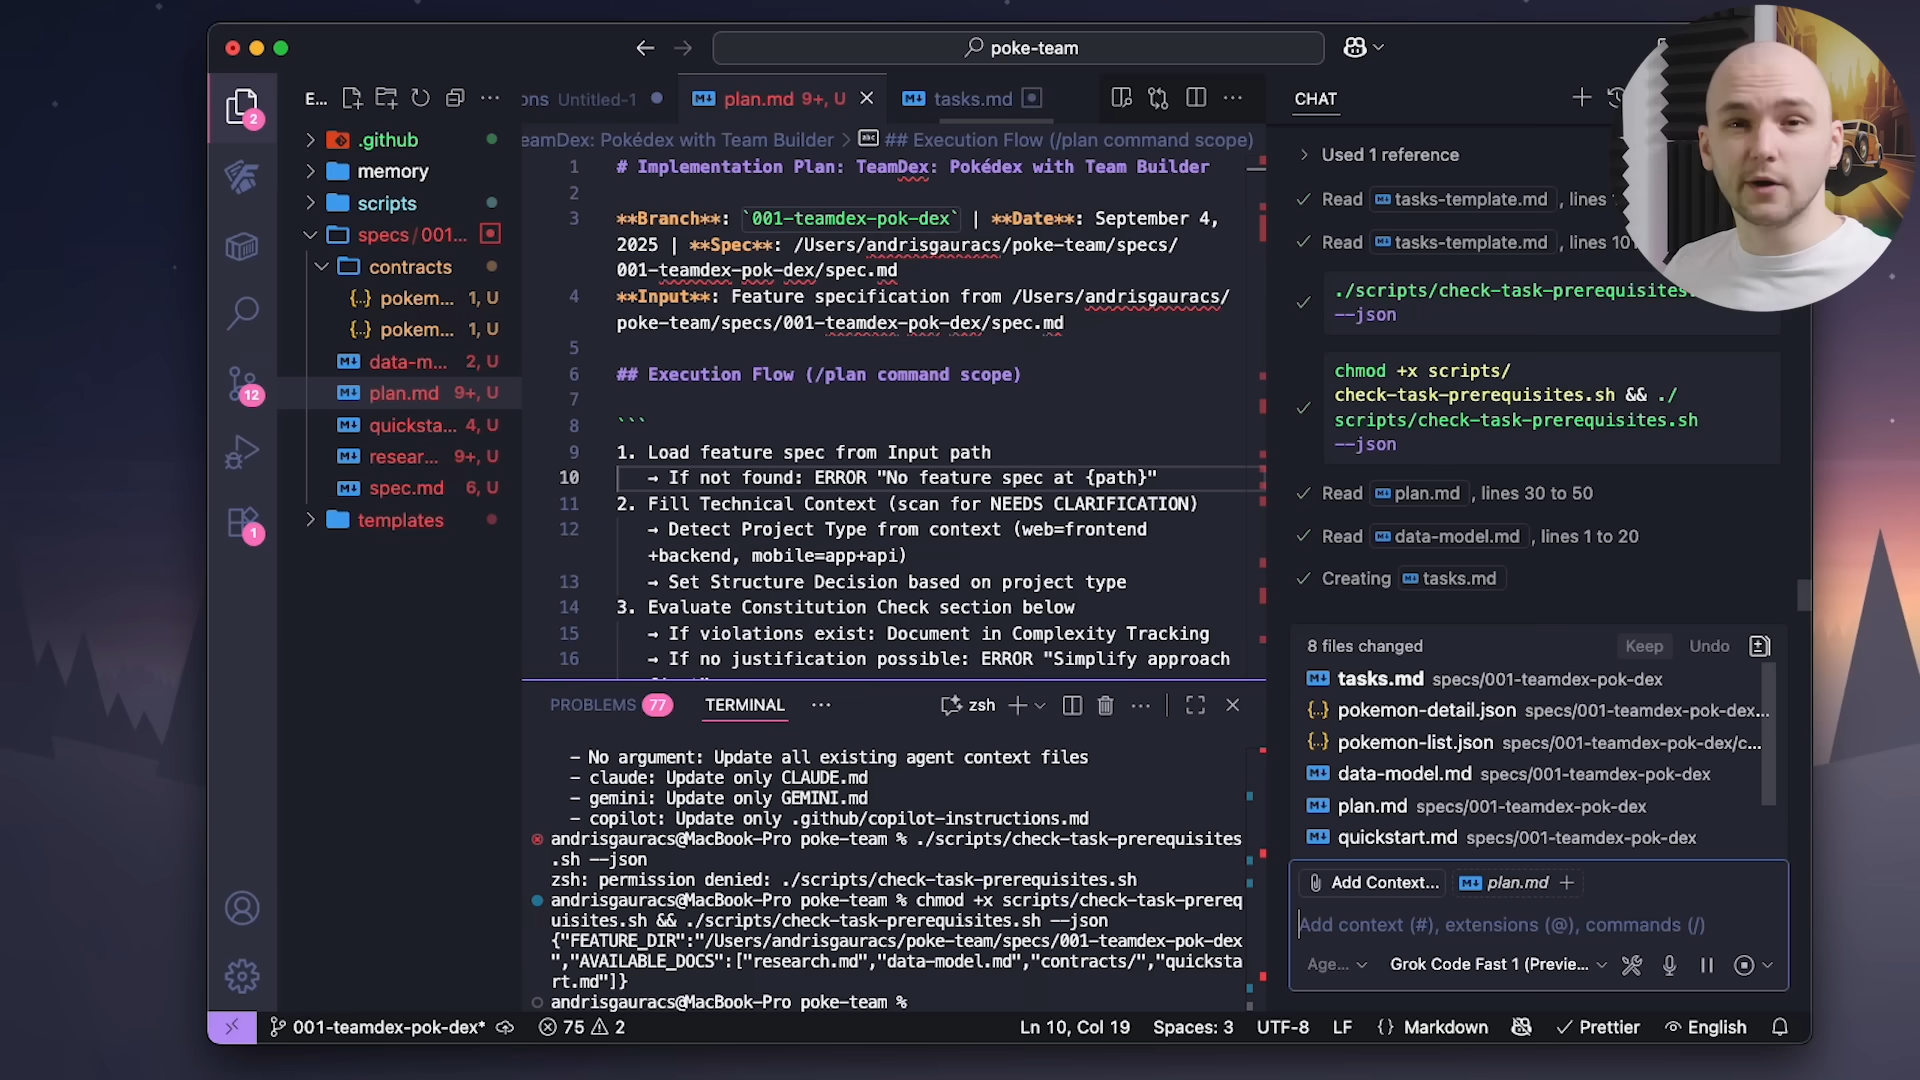 poke-team
E...
ons Untitled-1
plan.md 9+, U
tasks.md
CHAT
2
.github
memory
scripts
specs/001...
contracts
pokem... 1, U
pokem... 1, U
data-m... 2, U
plan.md 9+, U
quicksta... 4, U
resear... 9+, U
spec.md 6, U
templates
12
1
eamDex: Pokédex with Team Builder > ## Execution Flow (/plan command scope)
1 # Implementation Plan: TeamDex: Pokédex with Team Builder
2
3 **Branch**: `001-teamdex-pok-dex` | **Date**: September 4,
2025 | **Spec**: /Users/andrisgauracs/poke-team/specs/
001-teamdex-pok-dex/spec.md
4 **Input**: Feature specification from /Users/andrisgauracs/
poke-team/specs/001-teamdex-pok-dex/spec.md
5
6 ## Execution Flow (/plan command scope)
7
8 ```
9 1. Load feature spec from Input path
10 → If not found: ERROR "No feature spec at {path}"
11 2. Fill Technical Context (scan for NEEDS CLARIFICATION)
12 → Detect Project Type from context (web=frontend
+backend, mobile=app+api)
13 → Set Structure Decision based on project type
14 3. Evaluate Constitution Check section below
15 → If violations exist: Document in Complexity Tracking
16 → If no justification possible: ERROR "Simplify approach
PROBLEMS 77 TERMINAL ... zsh
- No argument: Update all existing agent context files
- claude: Update only CLAUDE.md
- gemini: Update only GEMINI.md
- copilot: Update only .github/copilot-instructions.md
andrisgauracs@MacBook-Pro poke-team % ./scripts/check-task-prerequisites
.sh --json
zsh: permission denied: ./scripts/check-task-prerequisites.sh
andrisgauracs@MacBook-Pro poke-team % chmod +x scripts/check-task-prereq
uisites.sh && ./scripts/check-task-prerequisites.sh --json
{"FEATURE_DIR":"/Users/andrisgauracs/poke-team/specs/001-teamdex-pok-dex
","AVAILABLE_DOCS":["research.md","data-model.md","contracts/","quicksta
rt.md"]}
andrisgauracs@MacBook-Pro poke-team %
Used 1 reference
Read tasks-template.md , lines
Read tasks-template.md , lines 10
./scripts/check-task-prerequisites.
--json
chmod +x scripts/
check-task-prerequisites.sh && ./
scripts/check-task-prerequisites.sh
--json
Read plan.md , lines 30 to 50
Read data-model.md , lines 1 to 20
Creating tasks.md
8 files changed Keep Undo
tasks.md specs/001-teamdex-pok-dex
pokemon-detail.json specs/001-teamdex-pok-dex...
pokemon-list.json specs/001-teamdex-pok-dex/c...
data-model.md specs/001-teamdex-pok-dex
plan.md specs/001-teamdex-pok-dex
quickstart.md specs/001-teamdex-pok-dex
Add Context... plan.md +
Add context (#), extensions (@), commands (/)
Age... Grok Code Fast 1 (Previe...
001-teamdex-pok-dex* 75 2 Ln 10, Col 19 Spaces: 3 UTF-8 LF {} Markdown Prettier English